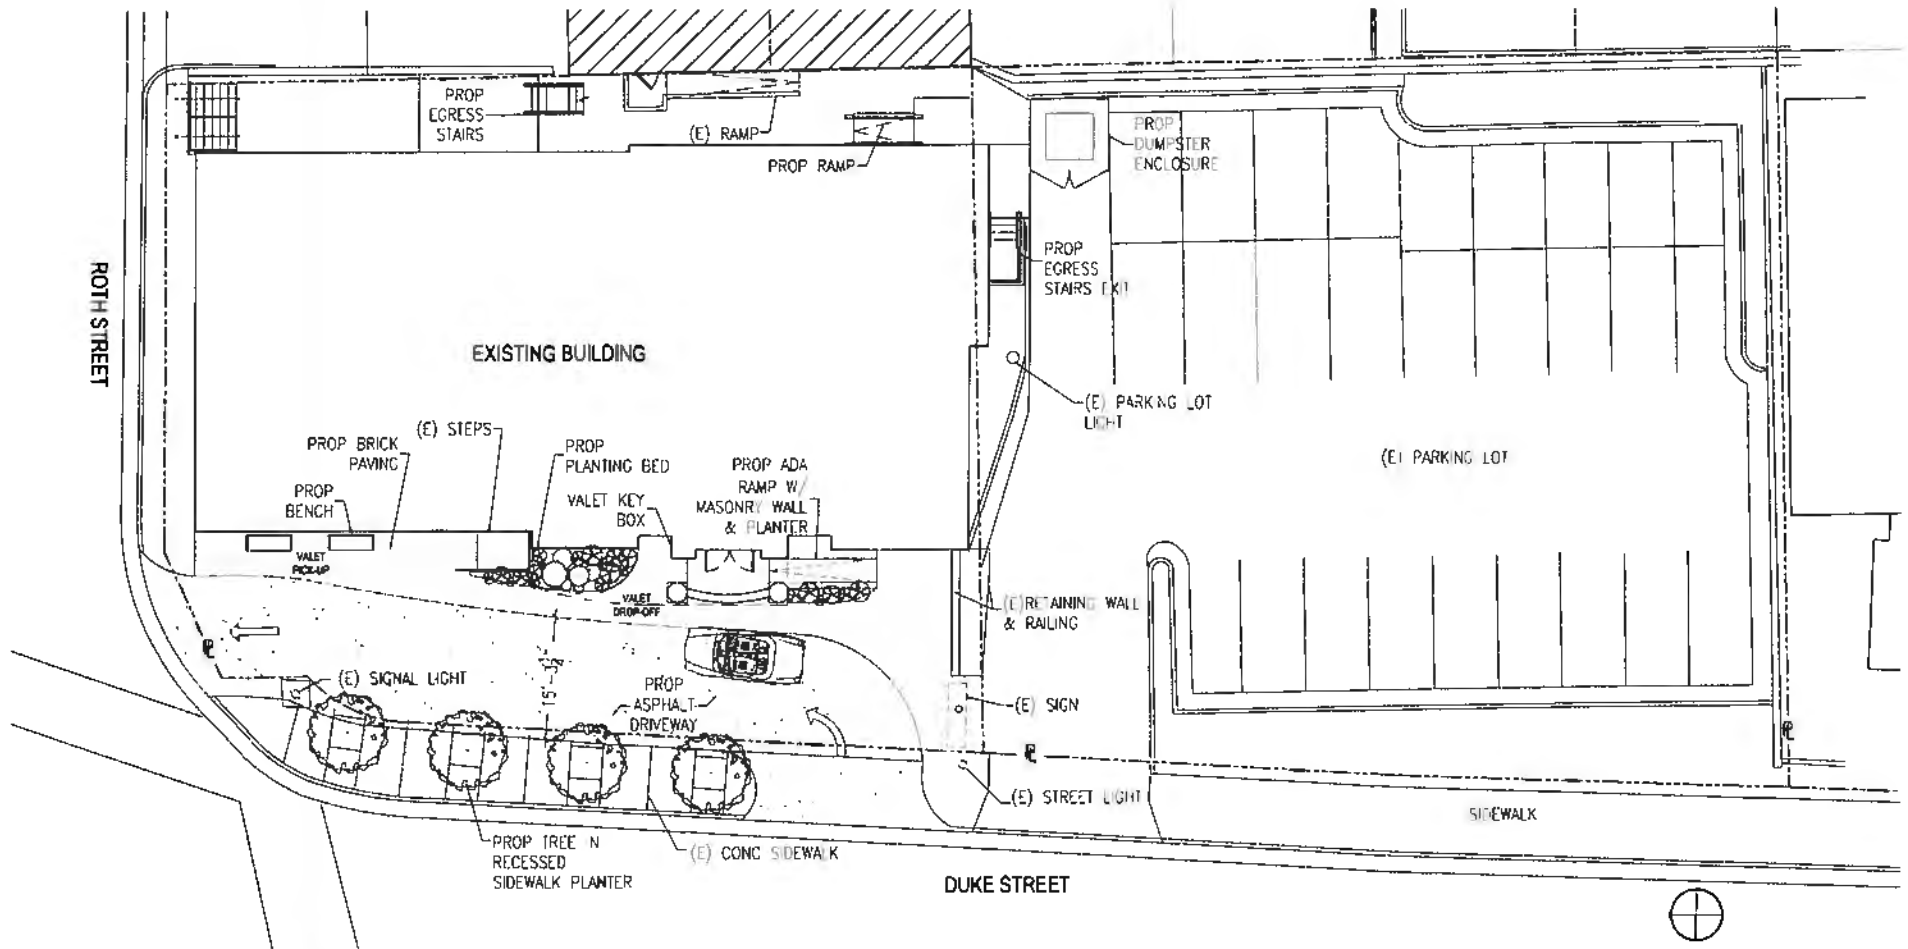 PROP
EGRESS
STAIRS
(E) RAMP
PROP RAMP
PROP
DUMPSTER
ENCLOSURE
PROP
EGRESS
STAIRS EXIT
ROTH STREET
EXISTING BUILDING
(E) PARKING LOT
LIGHT
(E) PARKING LOT
PROP BRICK
PAVING
(E) STEPS
PROP
PLANTING BED
PROP
BENCH
VALET KEY
BOX
PROP ADA
RAMP W/
MASONRY WALL
& PLANTER
VALET
PICK-UP
VALET
DROP-OFF
(E) RETAINING WALL
& RAILING
(E) SIGNAL LIGHT
PROP
ASPHALT
DRIVEWAY
(E) SIGN
(E) STREET LIGHT
SIDEWALK
PROP TREE IN
RECESSED
SIDEWALK PLANTER
(E) CONC SIDEWALK
DUKE STREET